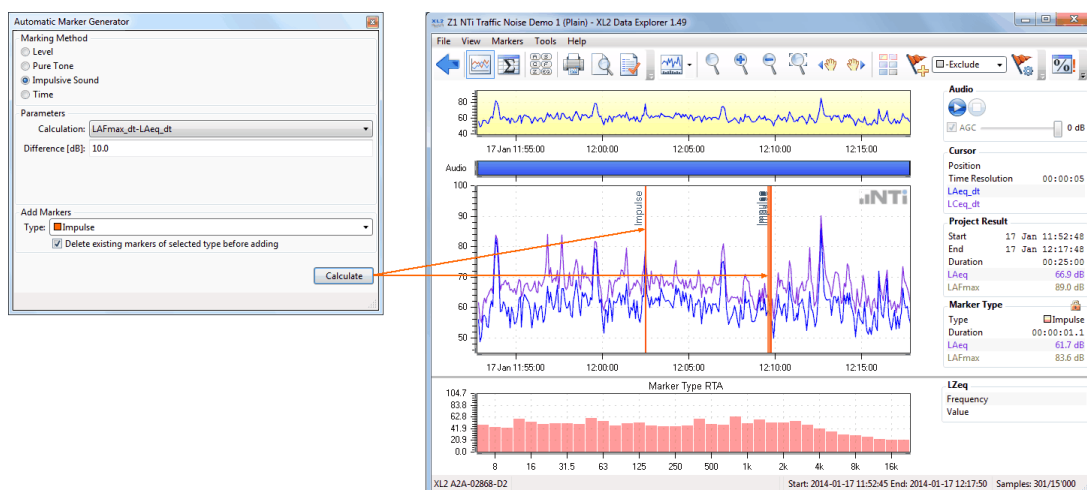 Automatic Marker Generator
Marking Method
Level
Pure Tone
Impulsive Sound
Time
Parameters
Calculation: LAFmax_dt-LAeq_dt
Difference [dB]: 10.0
Add Markers
Type: Impulse
Delete existing markers of selected type before adding
Calculate
XL2 Z1 NTi Traffic Noise Demo 1 (Plain) - XL2 Data Explorer 1.49
File View Markers Tools Help
-Exclude
%!
80
60
40
17 Jan 11:55:00 12:00:00 12:05:00 12:10:00 12:15:00
Audio
100
90
80
70
60
50
Impulse
Impulse
NTi
17 Jan 11:55:00 12:00:00 12:05:00 12:10:00 12:15:00
Marker Type RTA
104.7
83.8
62.8
41.9
20.9
0.0
8 16 31.5 63 125 250 500 1k 2k 4k 8k 16k
Audio
AGC 0 dB
Cursor
Position
Time Resolution 00:00:05
LAeq_dt
LCeq_dt
Project Result
Start 17 Jan 11:52:48
End 17 Jan 12:17:48
Duration 00:25:00
LAeq 66.9 dB
LAFmax 89.0 dB
Marker Type
Type Impulse
Duration 00:00:01.1
LAeq 61.7 dB
LAFmax 83.6 dB
LZeq
Frequency
Value
XL2 A2A-02868-D2 Start: 2014-01-17 11:52:45 End: 2014-01-17 12:17:50 Samples: 301/15'000